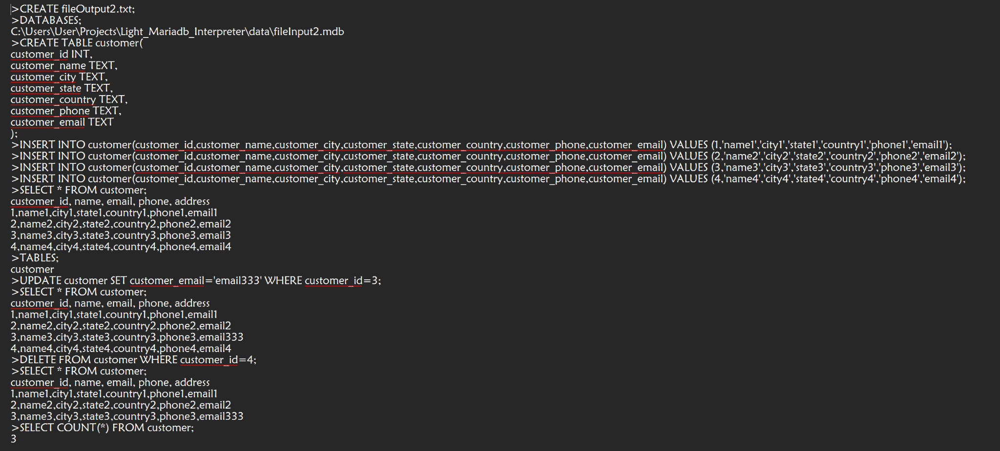 >CREATE fileOutput2.txt;
>DATABASES;
C:\Users\User\Projects\Light_Mariadb_Interpreter\data\fileInput2.mdb
>CREATE TABLE customer(
customer_id INT,
customer_name TEXT,
customer_city TEXT,
customer_state TEXT,
customer_country TEXT,
customer_phone TEXT,
customer_email TEXT
);
>INSERT INTO customer(customer_id,customer_name,customer_city,customer_state,customer_country,customer_phone,customer_email) VALUES (1,'name1','city1','state1','country1','phone1','email1');
>INSERT INTO customer(customer_id,customer_name,customer_city,customer_state,customer_country,customer_phone,customer_email) VALUES (2,'name2','city2','state2','country2','phone2','email2');
>INSERT INTO customer(customer_id,customer_name,customer_city,customer_state,customer_country,customer_phone,customer_email) VALUES (3,'name3','city3','state3','country3','phone3','email3');
>INSERT INTO customer(customer_id,customer_name,customer_city,customer_state,customer_country,customer_phone,customer_email) VALUES (4,'name4','city4','state4','country4','phone4','email4');
>SELECT * FROM customer;
customer_id, name, email, phone, address
1,name1,city1,state1,country1,phone1,email1
2,name2,city2,state2,country2,phone2,email2
3,name3,city3,state3,country3,phone3,email3
4,name4,city4,state4,country4,phone4,email4
>TABLES;
customer
>UPDATE customer SET customer_email='email333' WHERE customer_id=3;
>SELECT * FROM customer;
customer_id, name, email, phone, address
1,name1,city1,state1,country1,phone1,email1
2,name2,city2,state2,country2,phone2,email2
3,name3,city3,state3,country3,phone3,email333
4,name4,city4,state4,country4,phone4,email4
>DELETE FROM customer WHERE customer_id=4;
>SELECT * FROM customer;
customer_id, name, email, phone, address
1,name1,city1,state1,country1,phone1,email1
2,name2,city2,state2,country2,phone2,email2
3,name3,city3,state3,country3,phone3,email333
>SELECT COUNT(*) FROM customer;
3